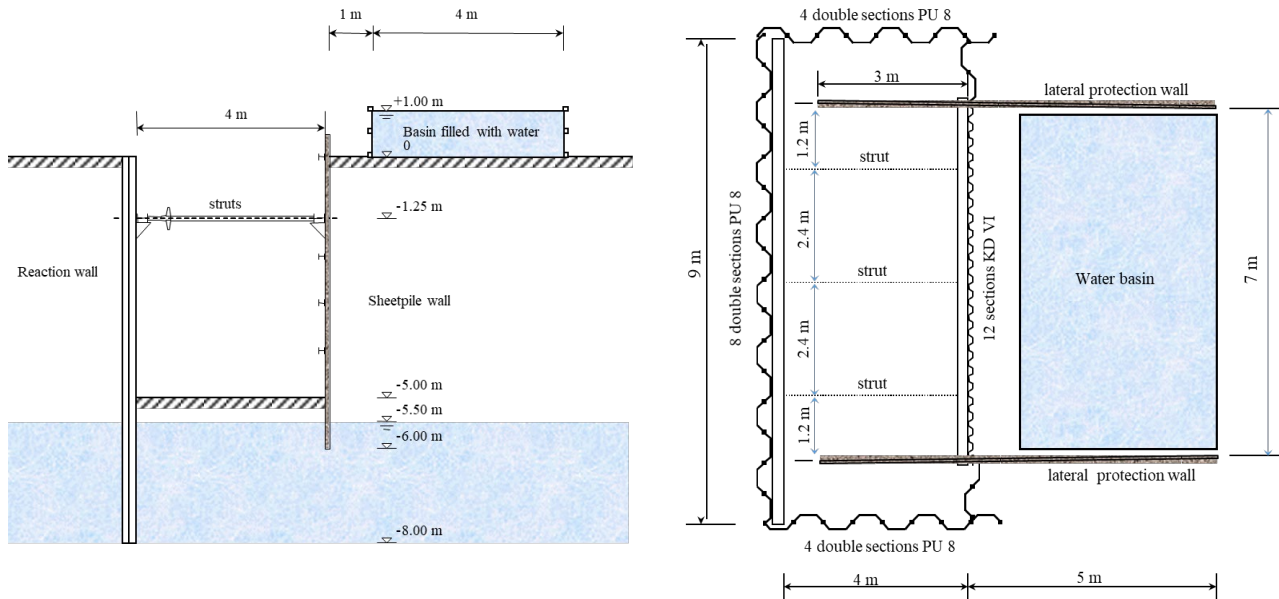 1 m
4 m
+1.00 m
4 m
Basin filled with water
0
struts
-1.25 m
Reaction wall
Sheetpile wall
-5.00 m
-5.50 m
-6.00 m
-8.00 m
4 double sections PU 8
3 m
lateral protection wall
1.2 m
strut
2.4 m
9 m
8 double sections PU 8
strut
12 sections KD VI
Water basin
7 m
2.4 m
strut
1.2 m
lateral protection wall
4 double sections PU 8
4 m
5 m